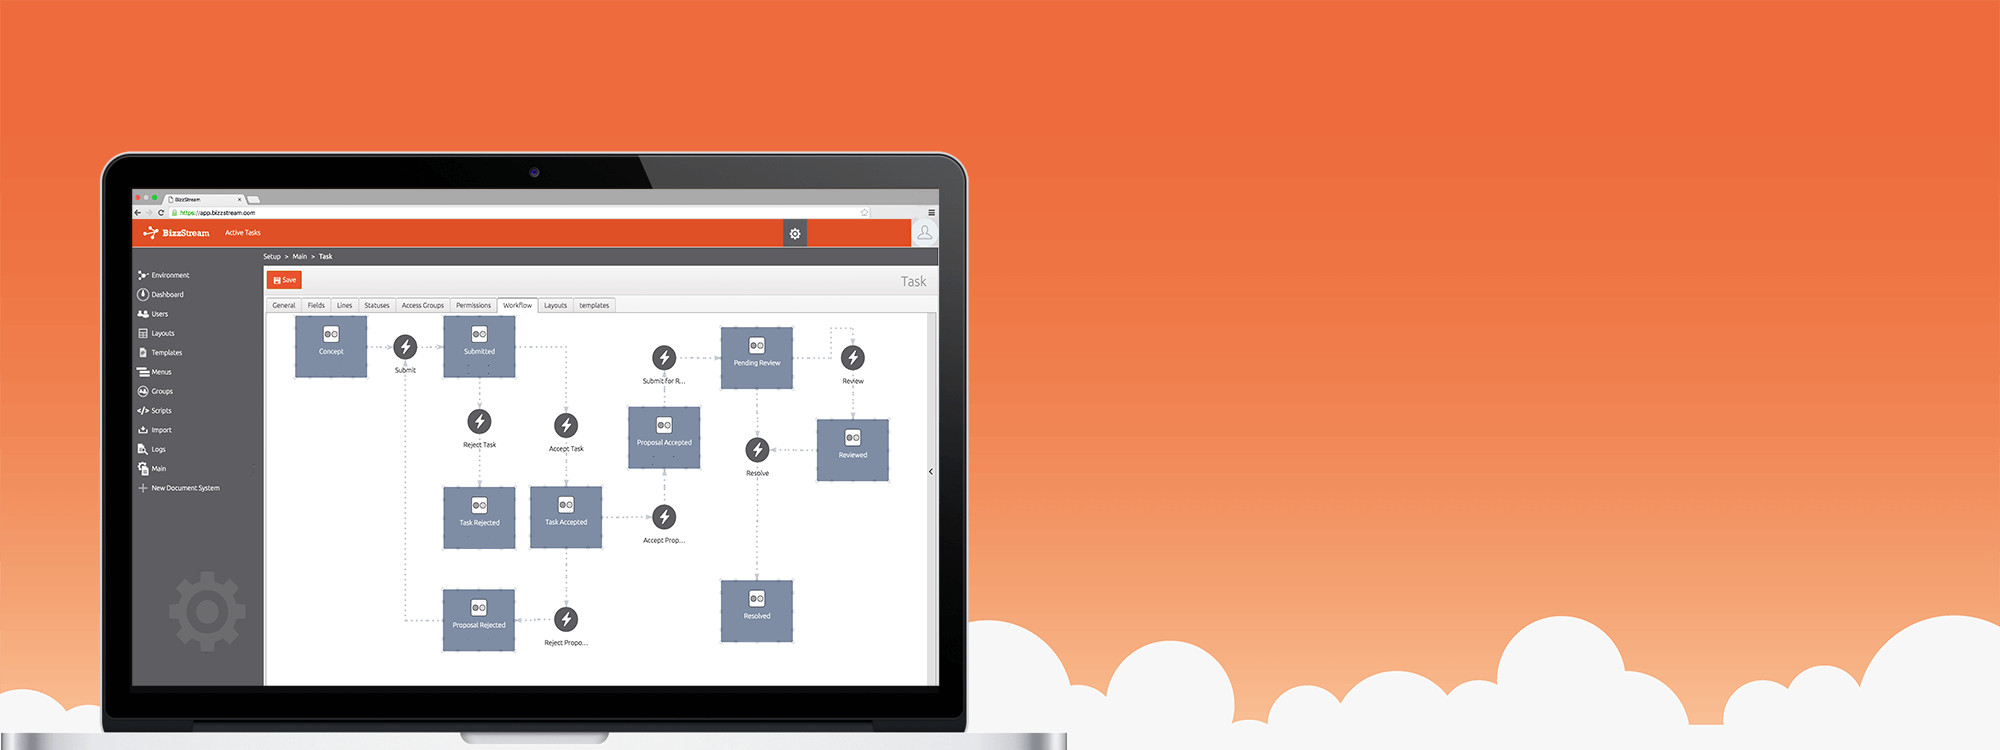 BizzStream
https://app.bizzstream.com
BizzStream Active Tasks
Setup > Main > Task
Environment
Dashboard
Users
Layouts
Templates
Menus
Groups
Scripts
Import
Logs
Main
New Document System
Save
Task
General Fields Lines Statuses Access Groups Permissions Workflow Layouts templates
Concept
Submit
Submitted
Reject Task
Accept Task
Task Rejected
Task Accepted
Proposal Rejected
Reject Propo...
Accept Prop...
Proposal Accepted
Submit for R...
Pending Review
Review
Reviewed
Resolve
Resolved